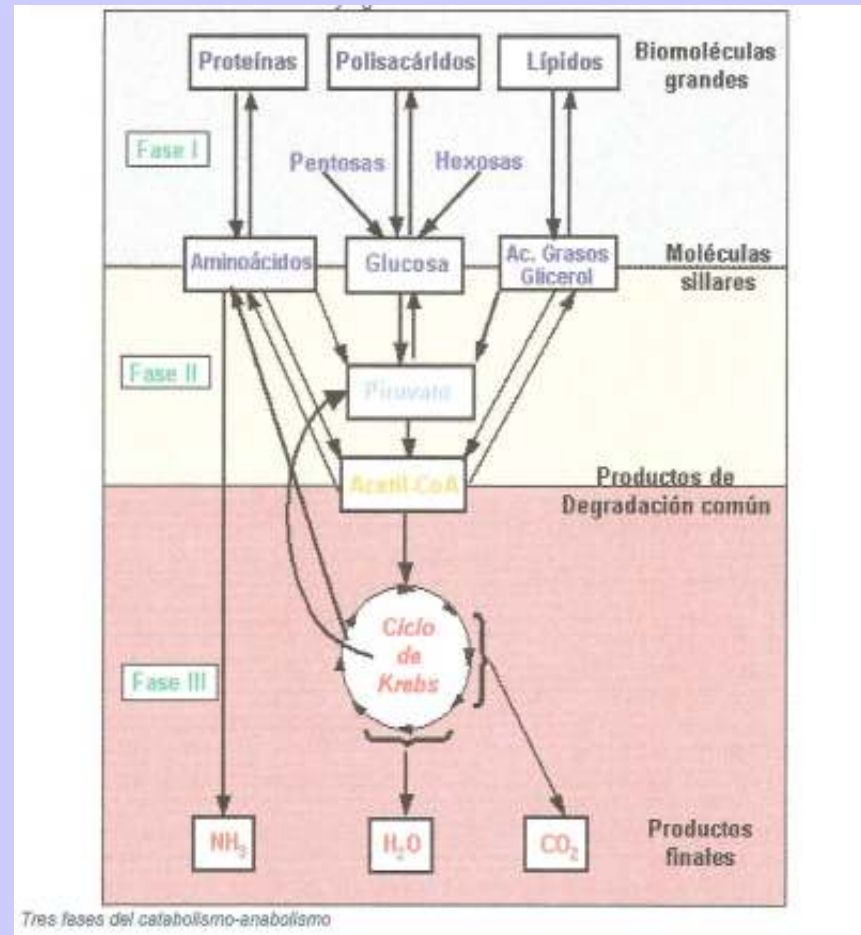 Proteínas
Polisacáridos
Lípidos
Biomoléculas
grandes
Fase I
Pentosas
Hexosas
Aminoácidos
Glucosa
Ac. Grasos
Glicerol
Moléculas
sillares
Fase II
Piruvato
Acetil-CoA
Productos de
Degradación común
Ciclo
de
Krebs
Fase III
NH₃
H₂O
CO₂
Productos
finales
Tres fases del catabolismo-anabolismo